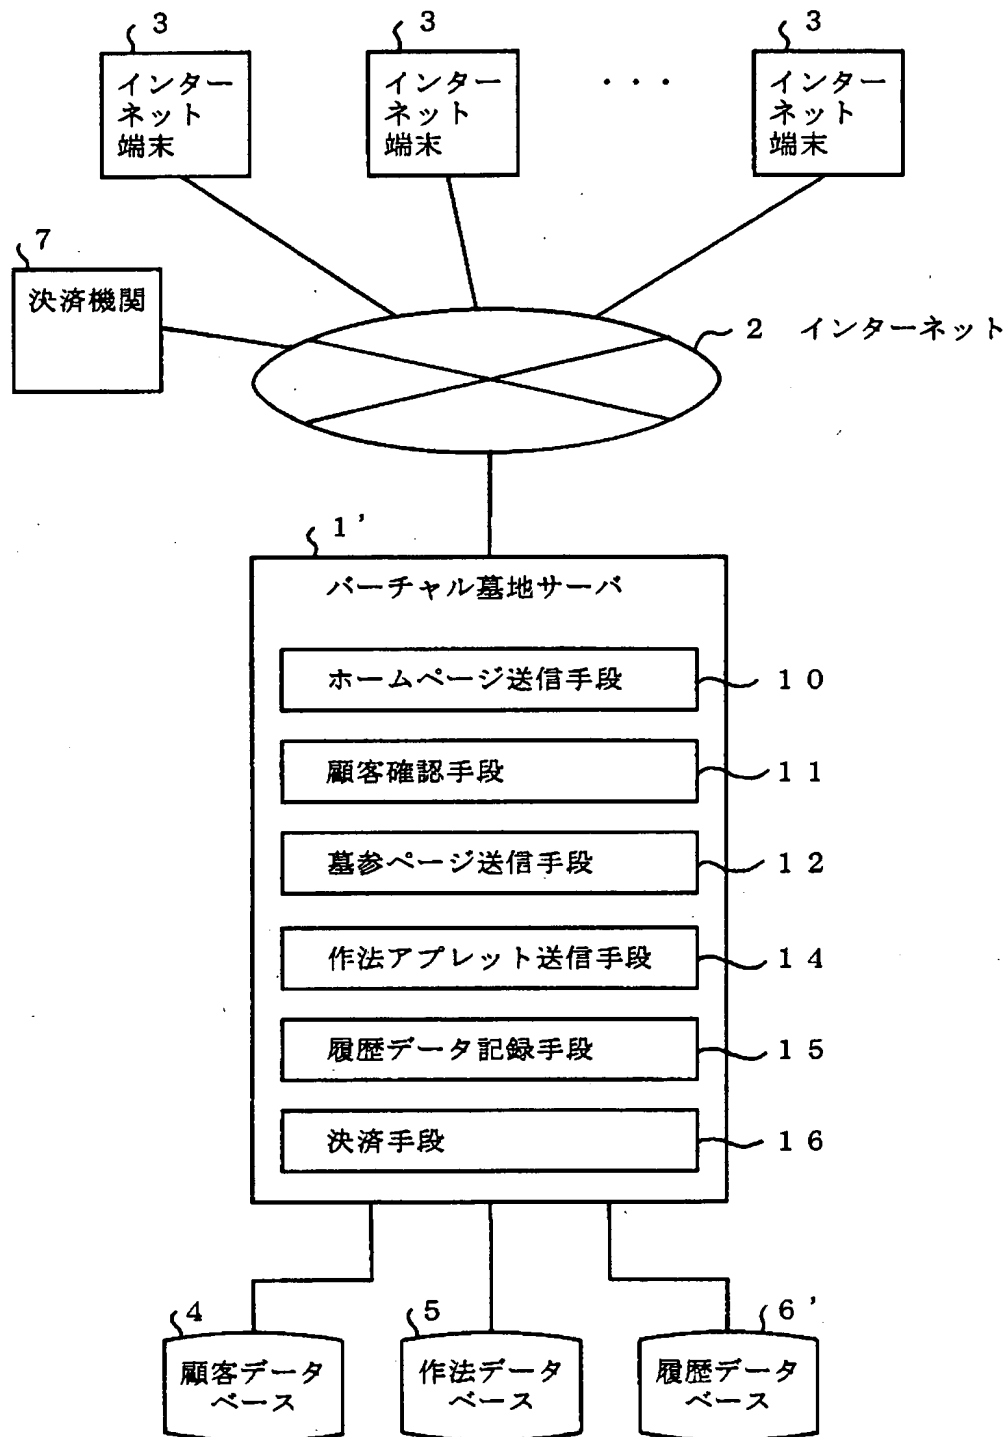 3
3
3
インター
ネット
端末
インター
ネット
端末
・・・
インター
ネット
端末
7
決済機関
2 インターネット
1'
バーチャル墓地サーバ
ホームページ送信手段
10
顧客確認手段
11
墓参ページ送信手段
12
作法アプレット送信手段
14
履歴データ記録手段
15
決済手段
16
4
5
6'
顧客データ
ベース
作法データ
ベース
履歴データ
ベース